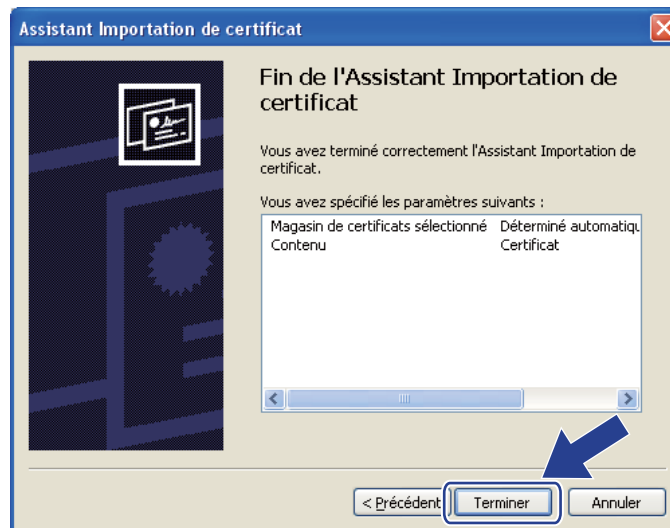 Assistant Importation de certificat
Fin de l'Assistant Importation de
certificat
Vous avez terminé correctement l'Assistant Importation de
certificat.
Vous avez spécifié les paramètres suivants :
Magasin de certificats sélectionné Déterminé automatiqu
Contenu Certificat
< Précédent Terminer Annuler